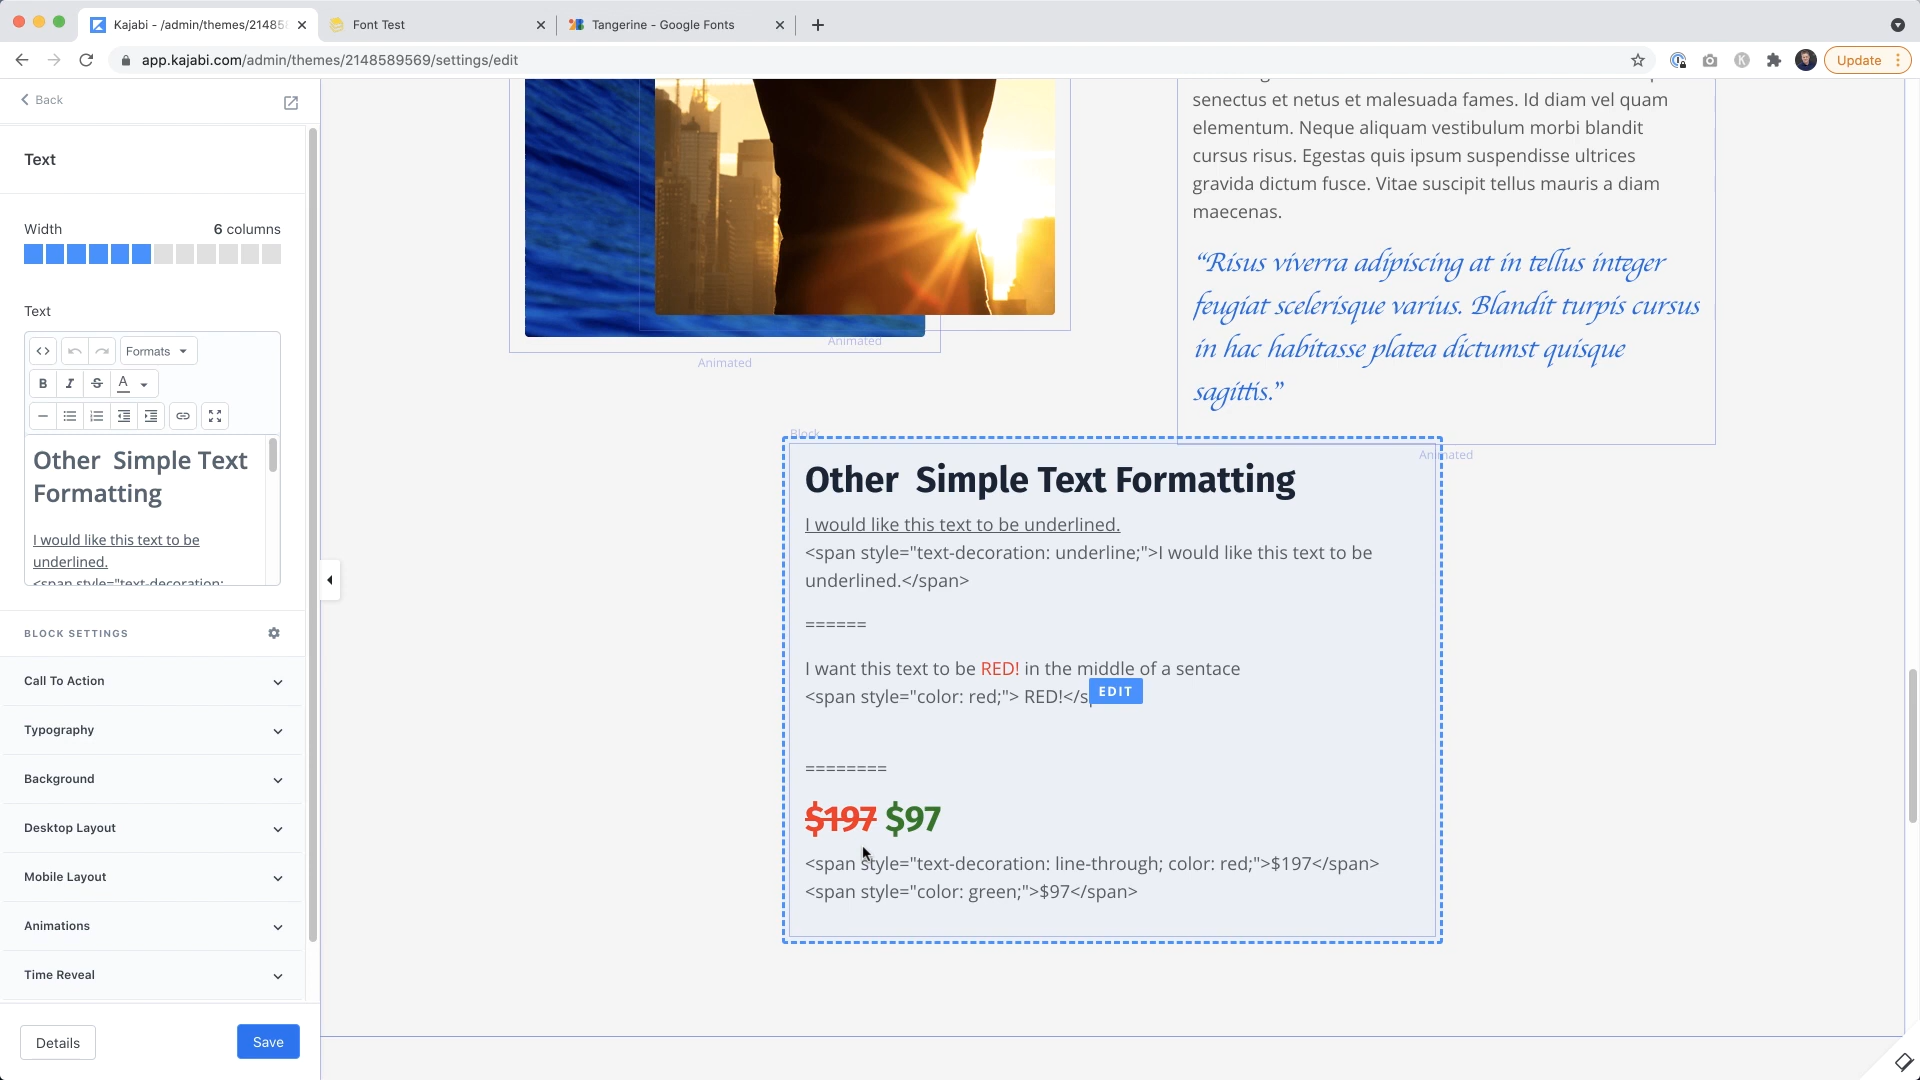 Kajabi - /admin/themes/21485
Font Test
Tangerine - Google Fonts
app.kajabi.com/admin/themes/2148589569/settings/edit
Update
Back
Text
Width
6 columns
Text
Formats
B
I
S
A
Other  Simple Text
Formatting
I would like this text to be
underlined.
<span style="text-decoration:
BLOCK SETTINGS
Call To Action
Typography
Background
Desktop Layout
Mobile Layout
Animations
Time Reveal
Details
Save
Animated
Animated
senectus et netus et malesuada fames. Id diam vel quam
elementum. Neque aliquam vestibulum morbi blandit
cursus risus. Egestas quis ipsum suspendisse ultrices
gravida dictum fusce. Vitae suscipit tellus mauris a diam
maecenas.
“Risus viverra adipiscing at in tellus integer
feugiat scelerisque varius. Blandit turpis cursus
in hac habitasse platea dictumst quisque
sagittis.”
Animated
Block
Other  Simple Text Formatting
I would like this text to be underlined.
<span style="text-decoration: underline;">I would like this text to be
underlined.</span>
======
I want this text to be RED! in the middle of a sentace
<span style="color: red;"> RED!</s
EDIT
========
$197 $97
<span style="text-decoration: line-through; color: red;">$197</span>
<span style="color: green;">$97</span>